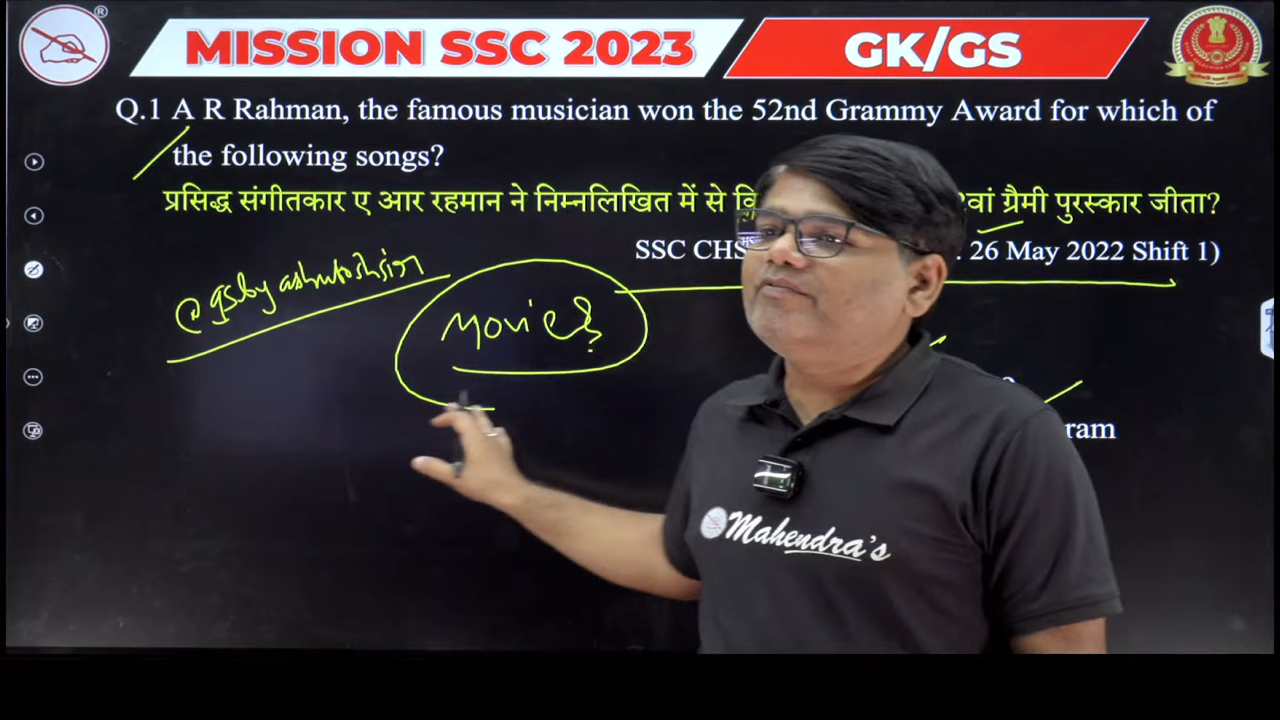 ®
MISSION SSC 2023 GK/GS
Q.1 A R Rahman, the famous musician won the 52nd Grammy Award for which of
the following songs?
प्रसिद्ध संगीतकार ए आर रहमान ने निम्नलिखित में से वां ग्रैमी पुरस्कार जीता?
SSC CHS 26 May 2022 Shift 1)
@gsbyashutoshsir
Movies
ram
Mahendra's